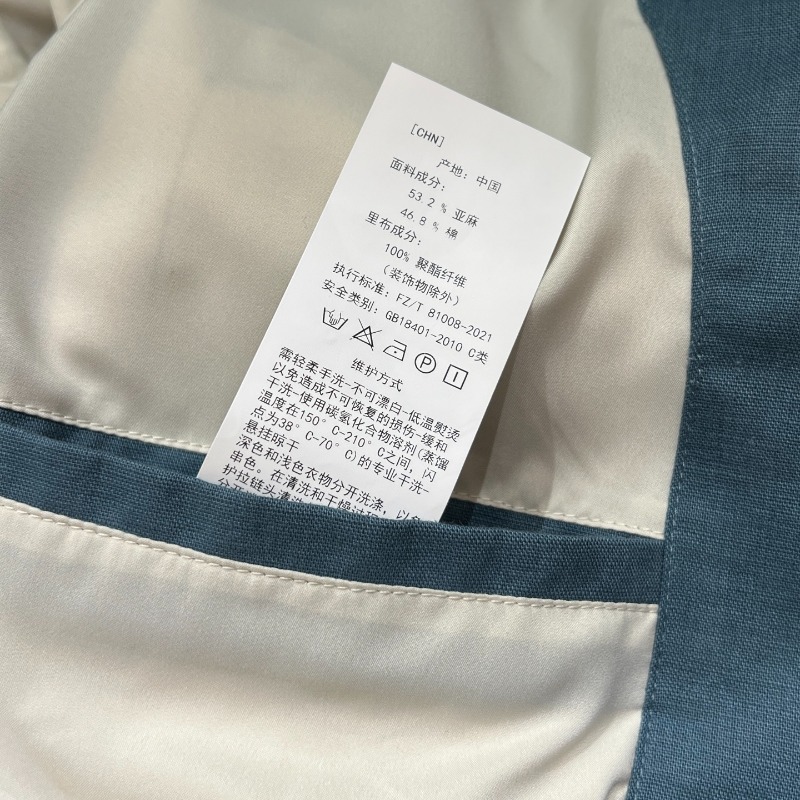 [CHN]
产地: 中国
面料成分:
53.2 % 亚麻
46.8 % 棉
里布成分:
100% 聚酯纤维
(装饰物除外)
执行标准: FZ/T 81008-2021
安全类别: GB18401-2010 C类
P
维护方式
需轻柔手洗-不可漂白-低温熨烫
以免造成不可恢复的损伤-缓和
干洗-使用碳氢化合物溶剂(蒸馏
温度在150°C-210°C之间, 闪
点为38°C-70°C)的专业干洗-
悬挂晾干
深色和浅色衣物分开洗涤, 以免
串色。在清洗和干燥过程
护拉链头清洗